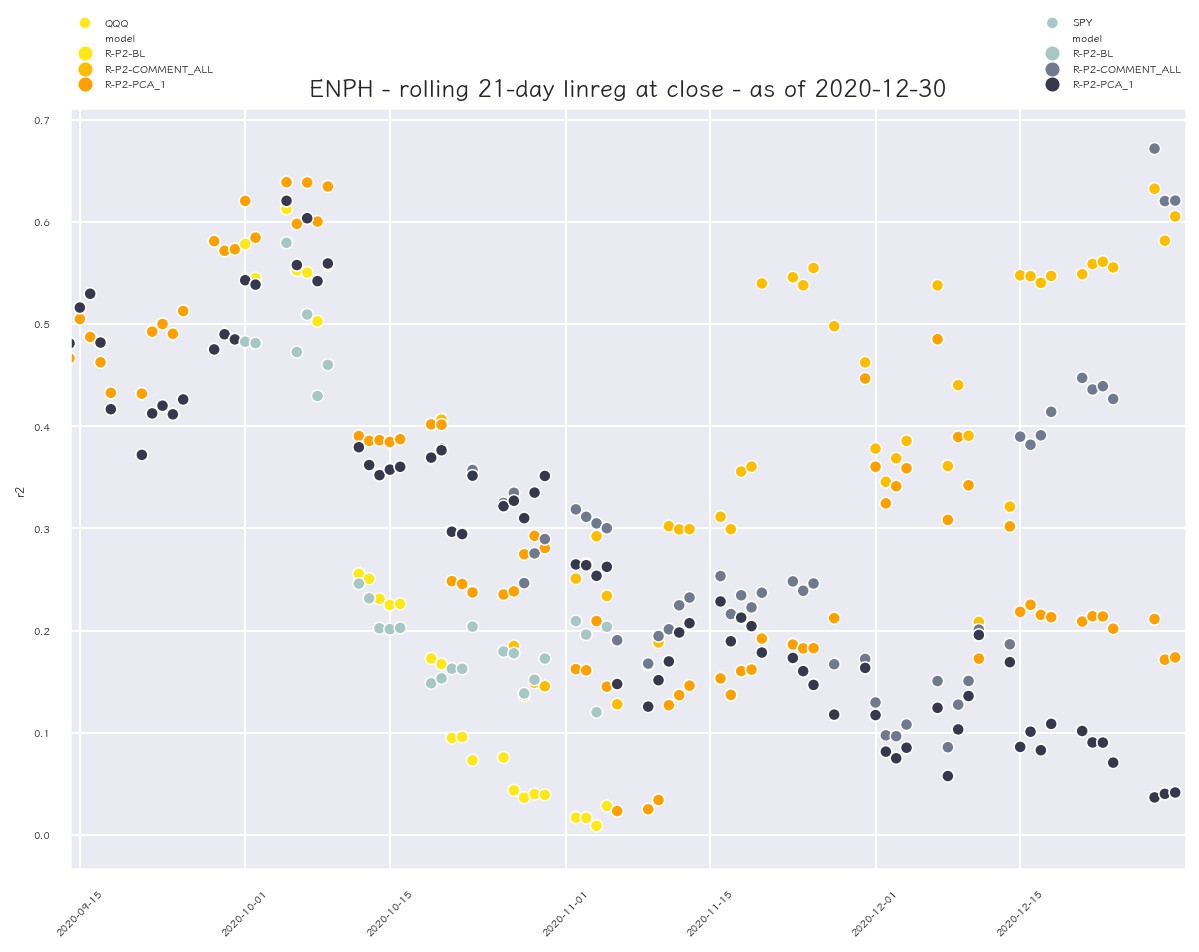 QQQ
model
R-P2-BL
R-P2-COMMENT_ALL
R-P2-PCA_1
SPY
model
R-P2-BL
R-P2-COMMENT_ALL
R-P2-PCA_1
ENPH - rolling 21-day linreg at close - as of 2020-12-30
0.7
0.6
0.5
0.4
0.3
0.2
0.1
0.0
r2
2020-09-15
2020-10-01
2020-10-15
2020-11-01
2020-11-15
2020-12-01
2020-12-15